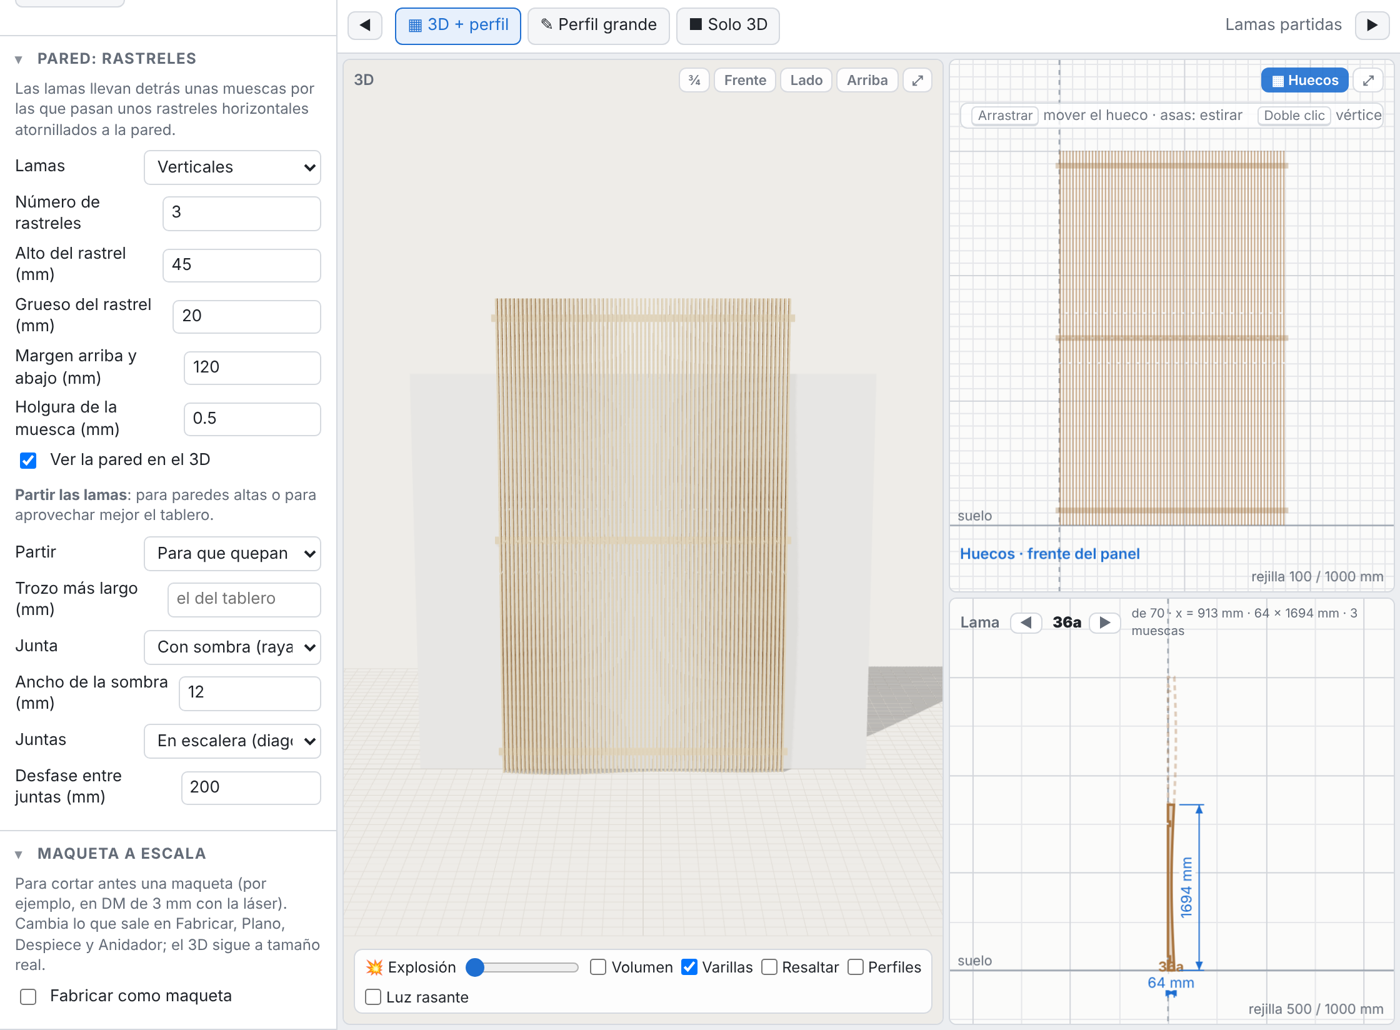 ▼ PARED: RASTRELES
Las lamas llevan detrás unas muescas por
las que pasan unos rastreles horizontales
atornillados a la pared.
Lamas
Verticales
Número de
rastreles
3
Alto del rastrel
(mm)
45
Grueso del rastrel
(mm)
20
Margen arriba y
abajo (mm)
120
Holgura de la
muesca (mm)
0.5
Ver la pared en el 3D
Partir las lamas: para paredes altas o para
aprovechar mejor el tablero.
Partir
Para que quepan
Trozo más largo
(mm)
el del tablero
Junta
Con sombra (raya
Ancho de la sombra
(mm)
12
Juntas
En escalera (diago
Desfase entre
juntas (mm)
200
▼ MAQUETA A ESCALA
Para cortar antes una maqueta (por
ejemplo, en DM de 3 mm con la láser).
Cambia lo que sale en Fabricar, Plano,
Despiece y Anidador; el 3D sigue a tamaño
real.
Fabricar como maqueta
◀ ▦ 3D + perfil ✎ Perfil grande ■ Solo 3D
Lamas partidas ▶
3D
¾ Frente Lado Arriba ⤢
💥 Explosión Volumen Varillas Resaltar Perfiles
Luz rasante
▦ Huecos ⤢
Arrastrar mover el hueco · asas: estirar Doble clic vértice
suelo
Huecos · frente del panel
rejilla 100 / 1000 mm
Lama ◀ 36a ▶ de 70 · x = 913 mm · 64 × 1694 mm · 3
muescas
1694 mm
suelo
36a
64 mm
rejilla 500 / 1000 mm